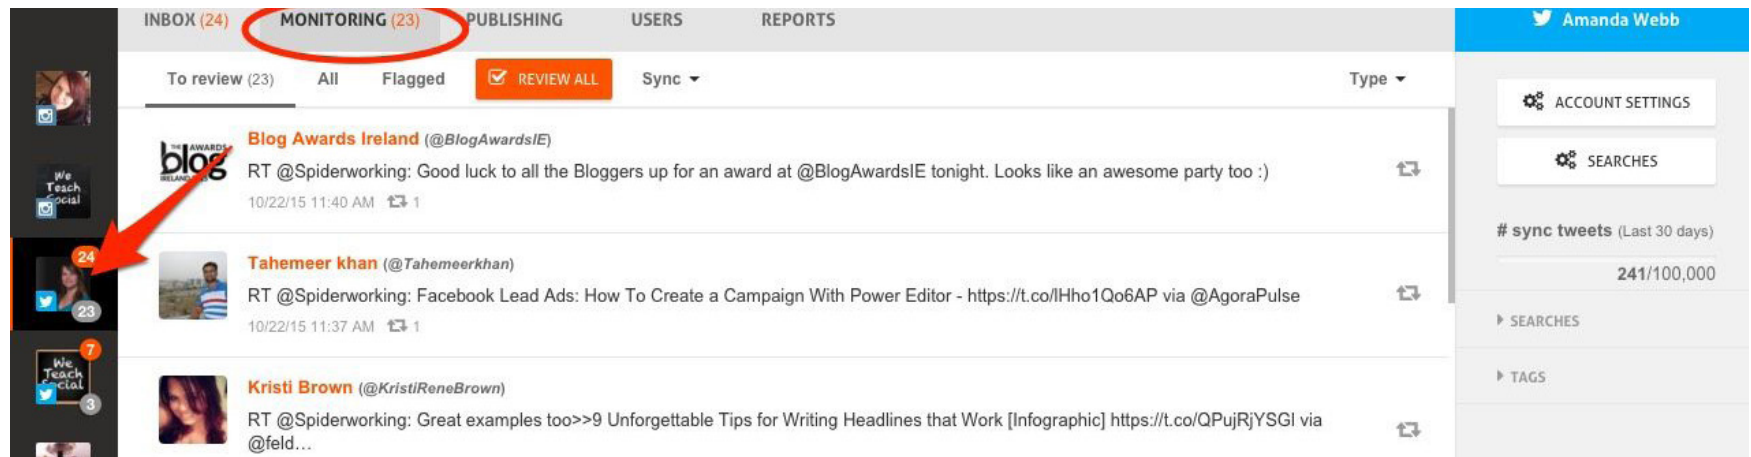 INBOX (24) MONITORING (23) PUBLISHING USERS REPORTS
Amanda Webb
To review (23) All Flagged REVIEW ALL Sync Type
ACCOUNT SETTINGS
SEARCHES
# sync tweets (Last 30 days)
241/100,000
SEARCHES
TAGS
We
Teach
Social
24
23
7
We
Teach
Social
3
THE AWARDS
blog
Blog Awards Ireland (@BlogAwardsIE)
RT @Spiderworking: Good luck to all the Bloggers up for an award at @BlogAwardsIE tonight. Looks like an awesome party too :)
10/22/15 11:40 AM 1
Tahemeer khan (@Tahemeerkhan)
RT @Spiderworking: Facebook Lead Ads: How To Create a Campaign With Power Editor - https://t.co/lHho1Qo6AP via @AgoraPulse
10/22/15 11:37 AM 1
Kristi Brown (@KristiReneBrown)
RT @Spiderworking: Great examples too>>9 Unforgettable Tips for Writing Headlines that Work [Infographic] https://t.co/QPujRjYSGl via
@feld…